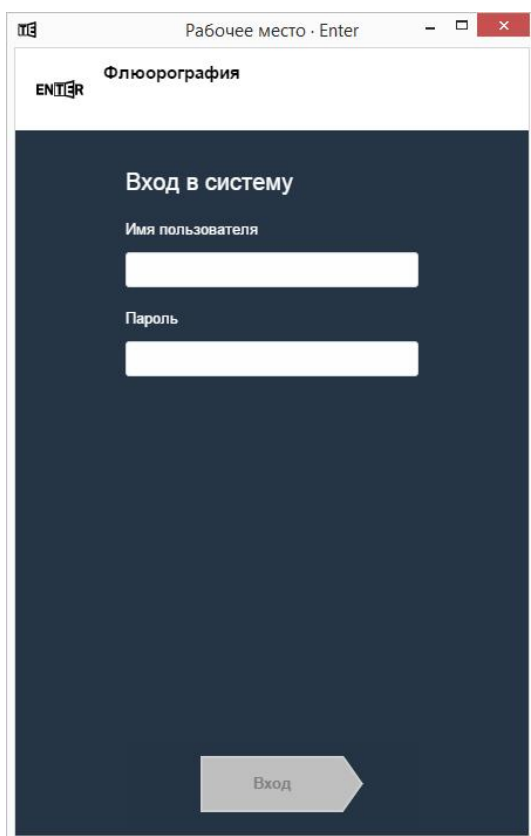 Рабочее место · Enter
ENTER
Флюорография
Вход в систему
Имя пользователя
Пароль
Вход